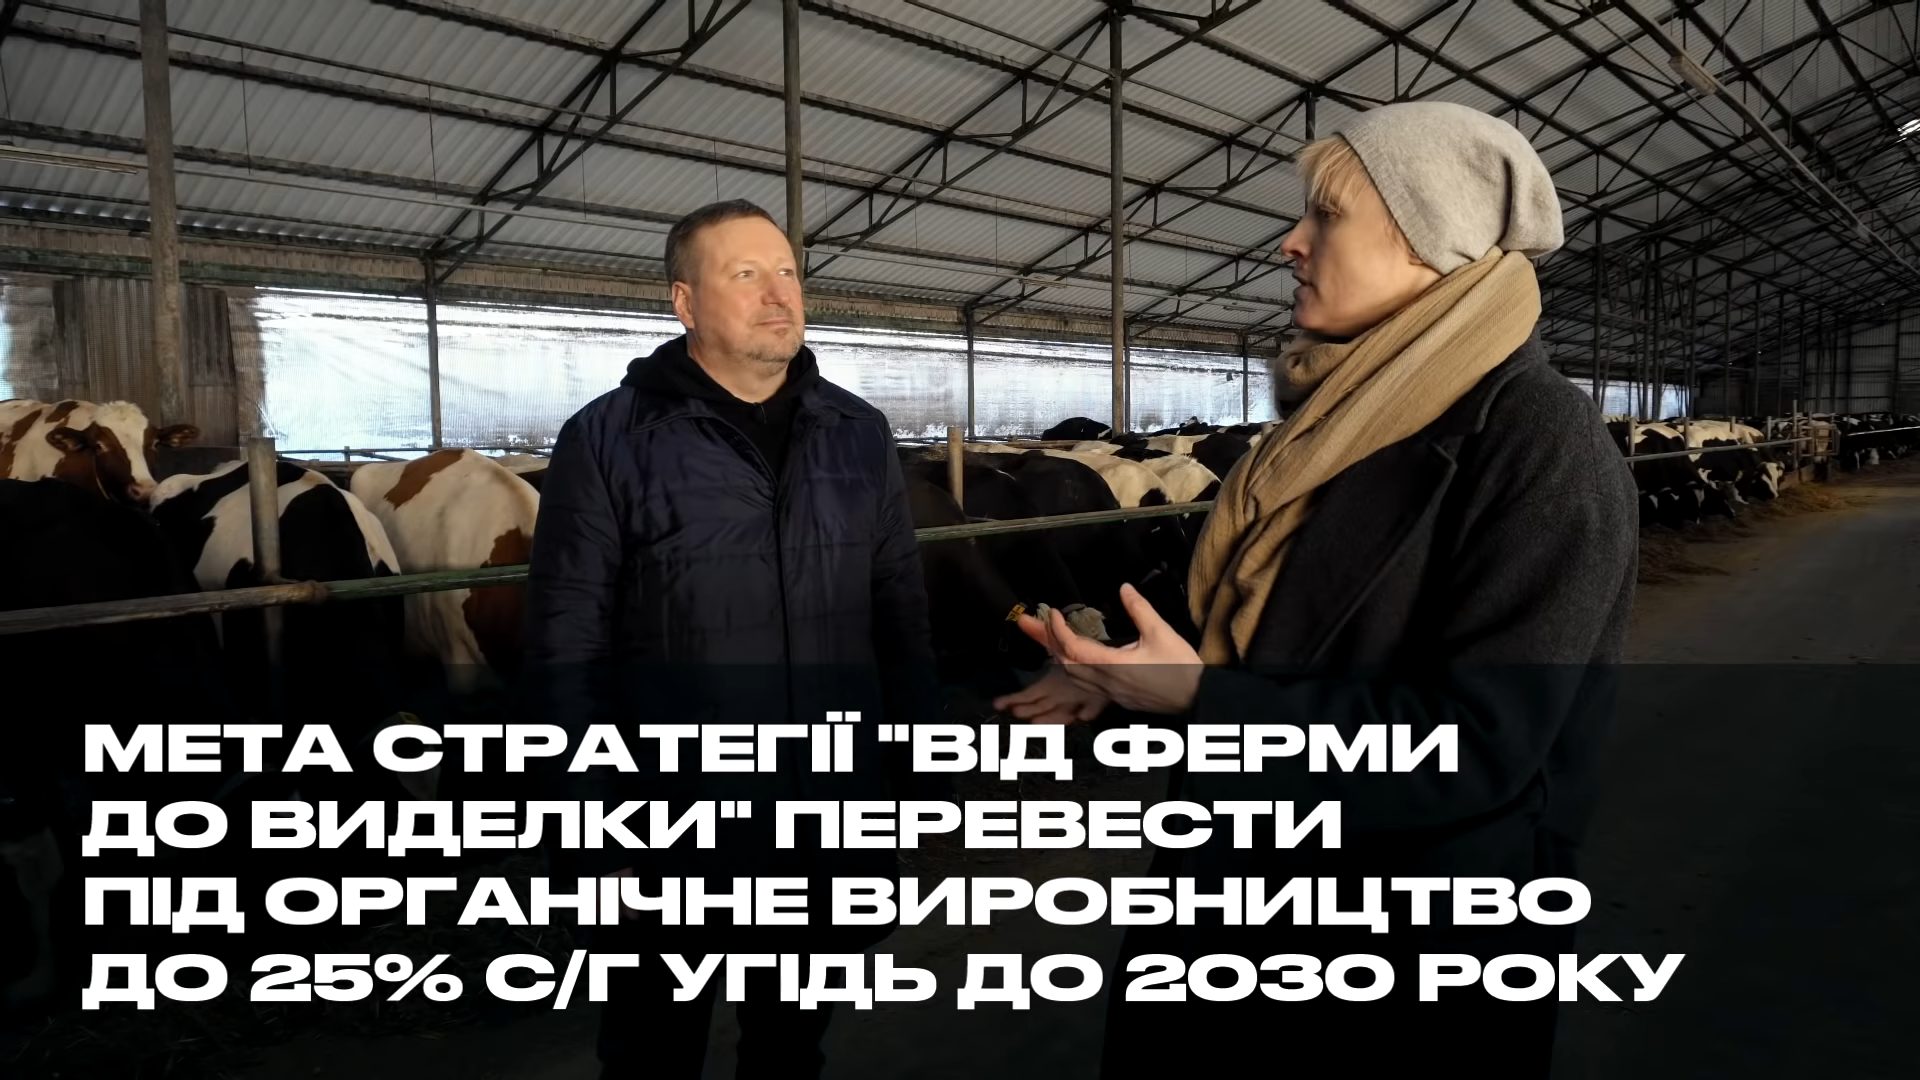 МЕТА СТРАТЕГІЇ "ВІД ФЕРМИ
ДО ВИДЕЛКИ" ПЕРЕВЕСТИ
ПІД ОРГАНІЧНЕ ВИРОБНИЦТВО
ДО 25% С/Г УГІДЬ ДО 2030 РОКУ